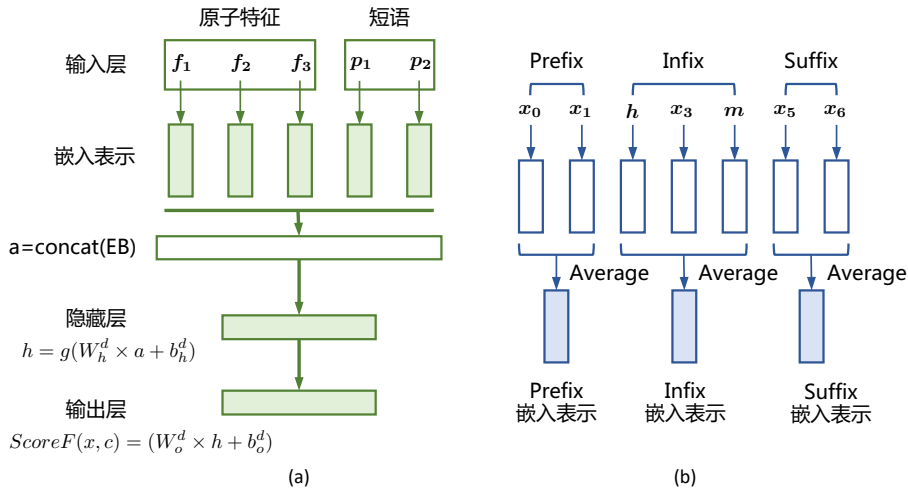 原子特征 短语
输入层 f₁ f₂ f₃ p₁ p₂
嵌入表示
a=concat(EB)
隐藏层
h = g(W_h^d × a + b_h^d)
输出层
ScoreF(x, c) = (W_o^d × h + b_o^d)
(a)
Prefix Infix Suffix
x₀ x₁ h x₃ m x₅ x₆
Average Average Average
Prefix Infix Suffix
嵌入表示 嵌入表示 嵌入表示
(b)